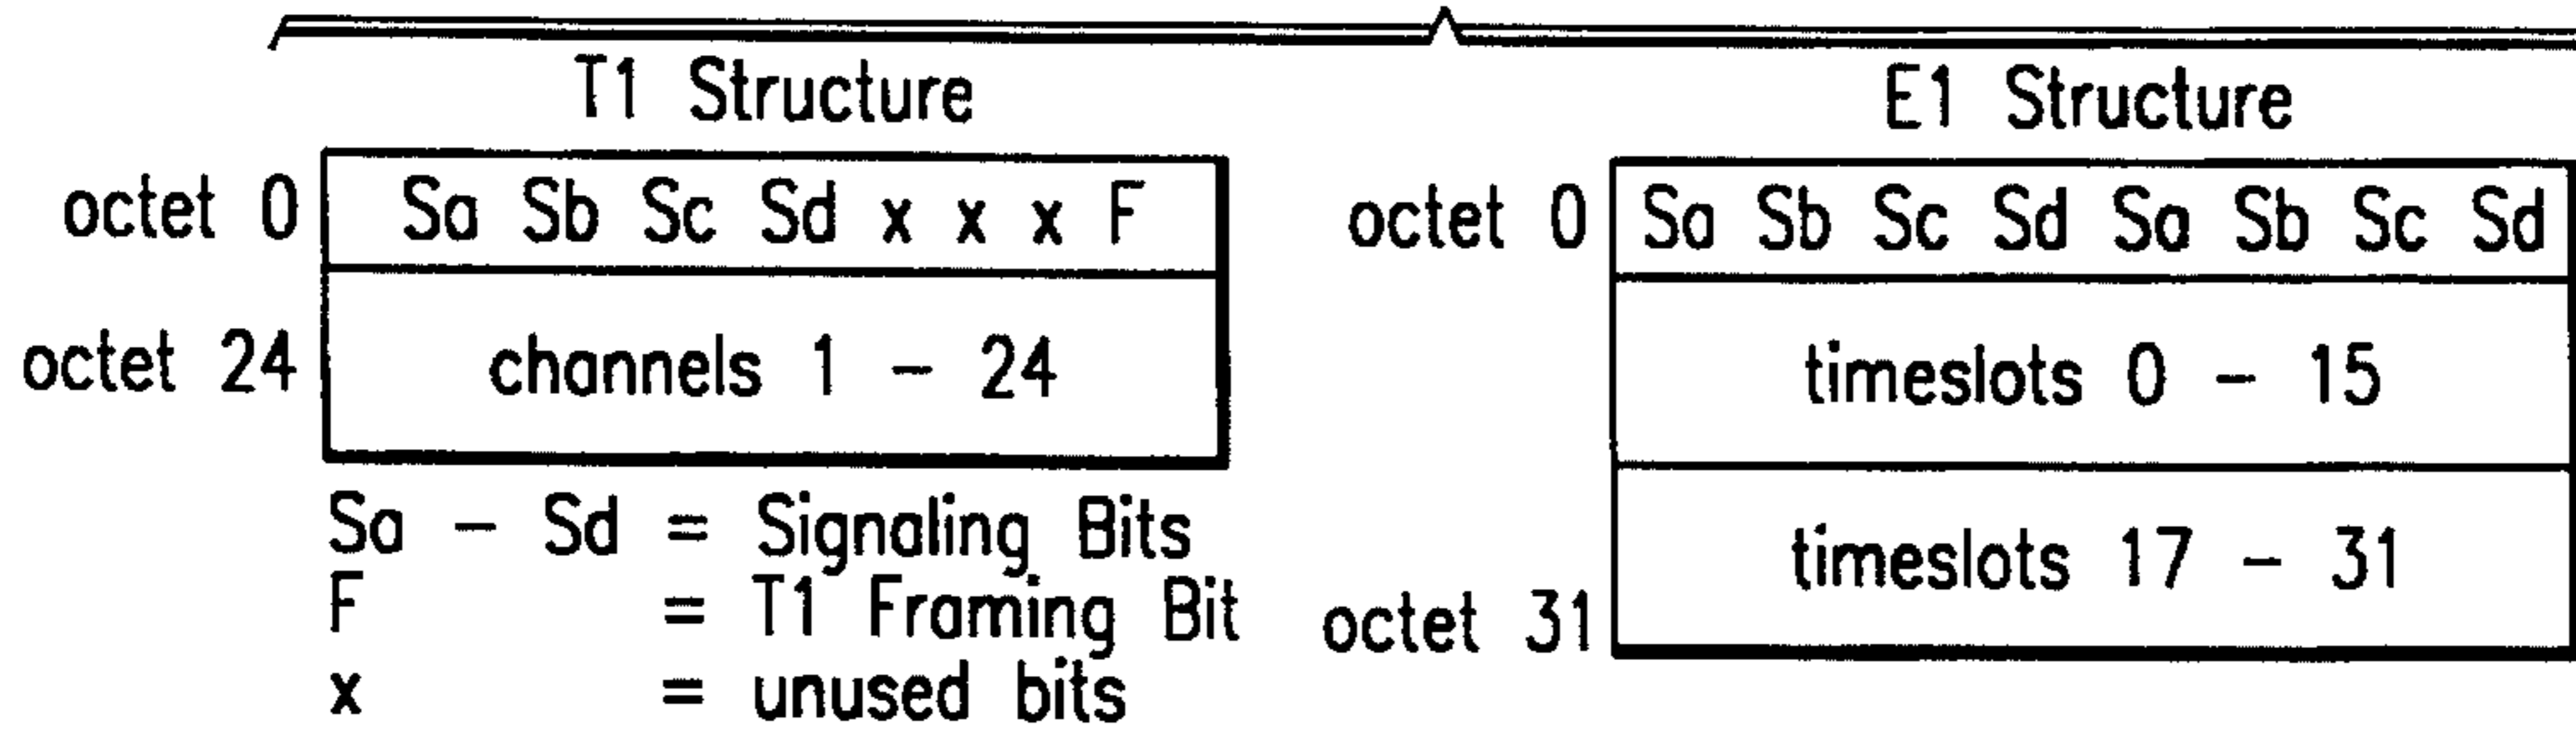 T1 Structure
octet 0 Sa Sb Sc Sd x x x F
octet 24 channels 1 – 24
Sa – Sd = Signaling Bits
F = T1 Framing Bit
x = unused bits
E1 Structure
octet 0 Sa Sb Sc Sd Sa Sb Sc Sd
timeslots 0 – 15
timeslots 17 – 31
octet 31